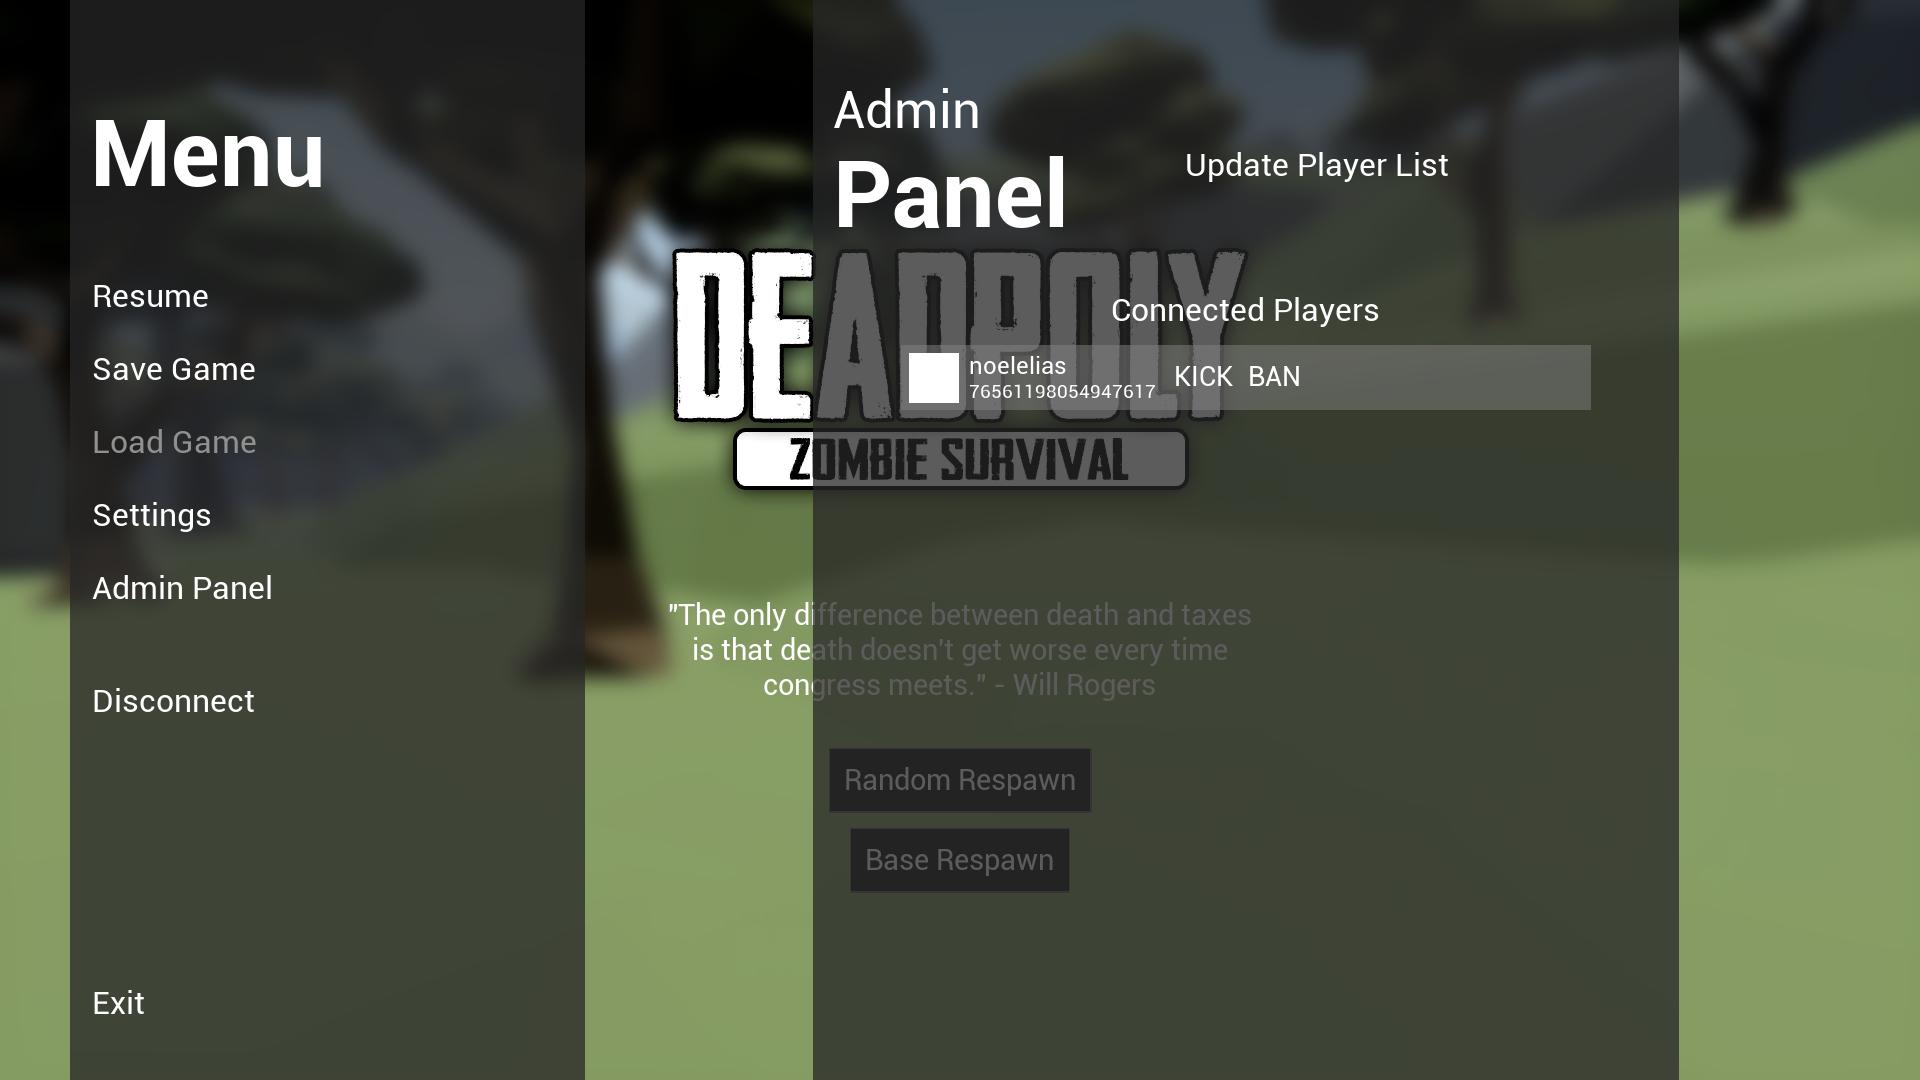 Menu
Resume
Save Game
Load Game
Settings
Admin Panel
Disconnect
Exit
Admin
Panel
Update Player List
DEADPOLY
ZOMBIE SURVIVAL
Connected Players
noelelias
76561198054947617
KICK BAN
"The only difference between death and taxes
is that death doesn't get worse every time
congress meets." - Will Rogers
Random Respawn
Base Respawn